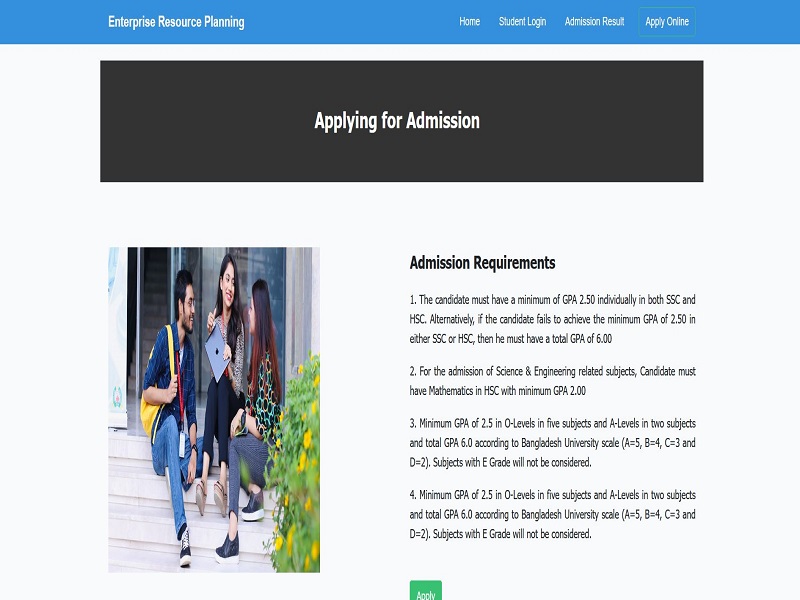 Enterprise Resource Planning
Home Student Login Admission Result Apply Online
Applying for Admission
Admission Requirements
1. The candidate must have a minimum of GPA 2.50 individually in both SSC and
HSC. Alternatively, if the candidate fails to achieve the minimum GPA of 2.50 in
either SSC or HSC, then he must have a total GPA of 6.00
2. For the admission of Science & Engineering related subjects, Candidate must
have Mathematics in HSC with minimum GPA 2.00
3. Minimum GPA of 2.5 in O-Levels in five subjects and A-Levels in two subjects
and total GPA 6.0 according to Bangladesh University scale (A=5, B=4, C=3 and
D=2). Subjects with E Grade will not be considered.
4. Minimum GPA of 2.5 in O-Levels in five subjects and A-Levels in two subjects
and total GPA 6.0 according to Bangladesh University scale (A=5, B=4, C=3 and
D=2). Subjects with E Grade will not be considered.
Apply